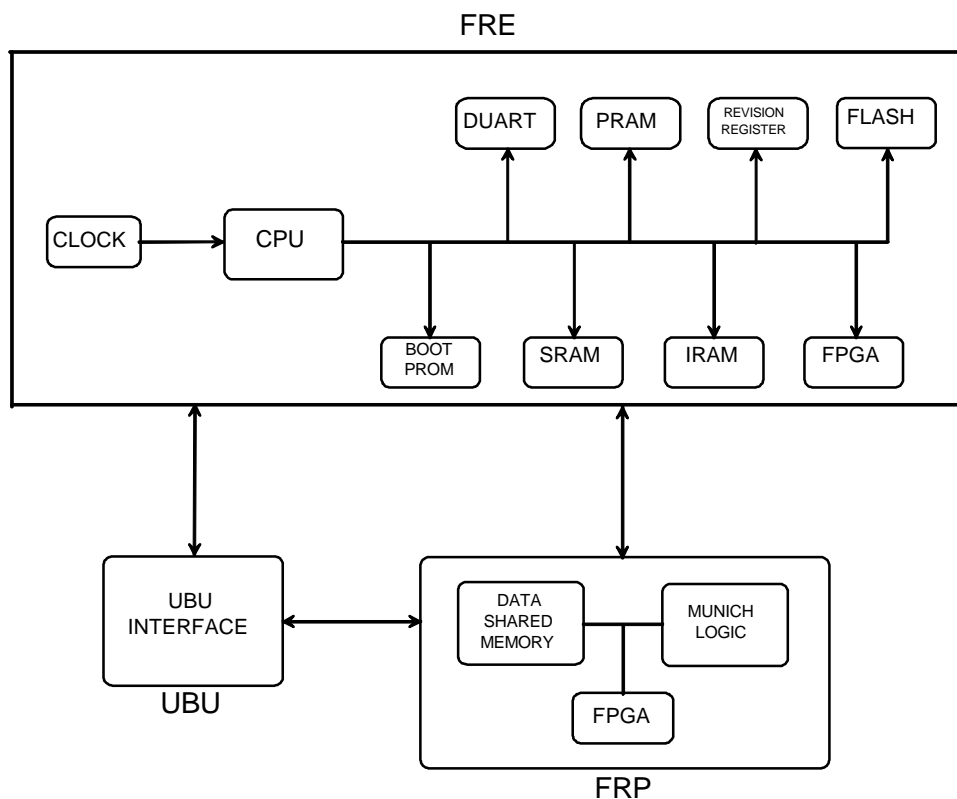 FRE
DUART
PRAM
REVISION
REGISTER
FLASH
CLOCK
CPU
BOOT
PROM
SRAM
IRAM
FPGA
UBU
INTERFACE
UBU
DATA
SHARED
MEMORY
MUNICH
LOGIC
FPGA
FRP